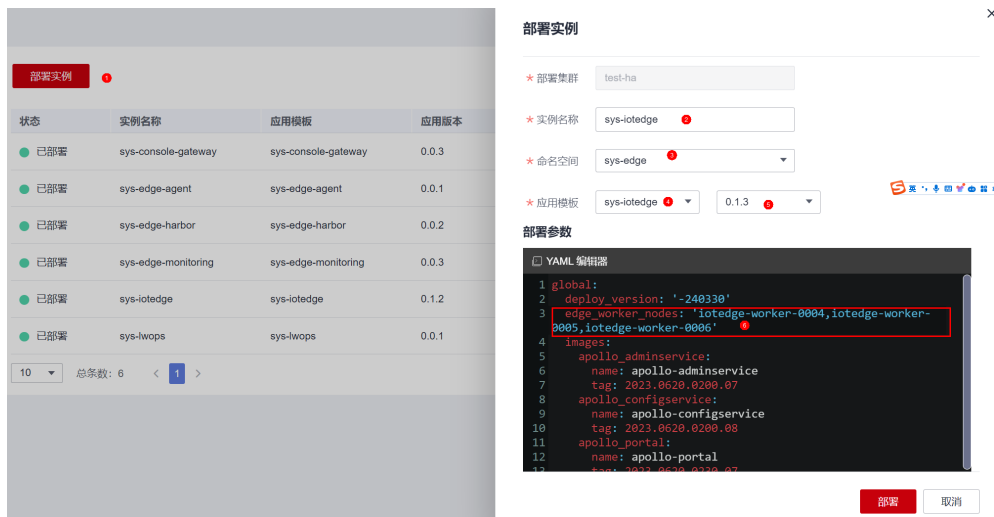 部署实例 1
状态 实例名称 应用模板 应用版本
已部署 sys-console-gateway sys-console-gateway 0.0.3
已部署 sys-edge-agent sys-edge-agent 0.0.1
已部署 sys-edge-harbor sys-edge-harbor 0.0.2
已部署 sys-edge-monitoring sys-edge-monitoring 0.0.3
已部署 sys-iotedge sys-iotedge 0.1.2
已部署 sys-lwops sys-lwops 0.0.1
10 总条数: 6 < 1 >
部署实例
* 部署集群 test-ha
* 实例名称 sys-iotedge 2
* 命名空间 sys-edge 3
* 应用模板 sys-iotedge 4 0.1.3 5
英
部署参数
YAML 编辑器
1 global:
2 deploy_version: '-240330'
3 edge_worker_nodes: 'iotedge-worker-0004,iotedge-worker-
0005,iotedge-worker-0006' 6
4 images:
5 apollo_adminservice:
6 name: apollo-adminservice
7 tag: 2023.0620.0200.07
8 apollo_configservice:
9 name: apollo-configservice
10 tag: 2023.0620.0200.08
11 apollo_portal:
12 name: apollo-portal
13 tag: 2023.0620.0230.07
部署 取消